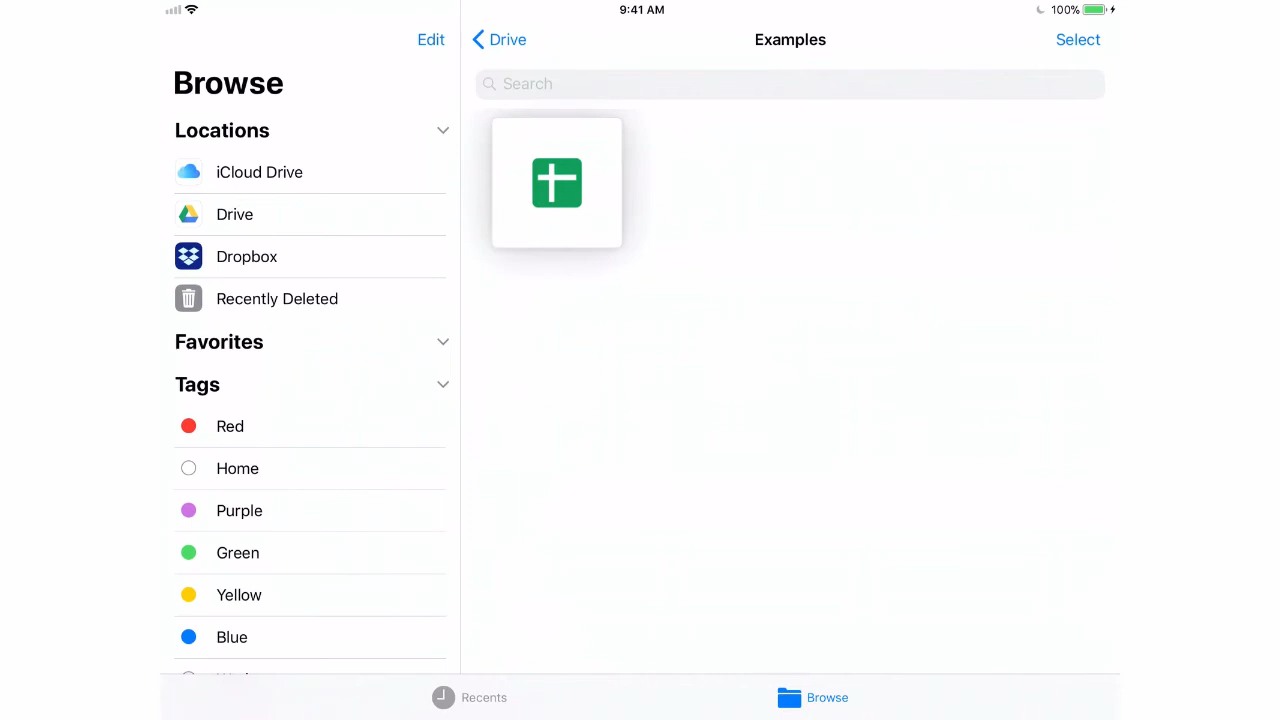 9:41 AM
100%
Edit
Drive
Examples
Select
Browse
Search
Locations
iCloud Drive
Drive
Dropbox
Recently Deleted
Favorites
Tags
Red
Home
Purple
Green
Yellow
Blue
Recents
Browse